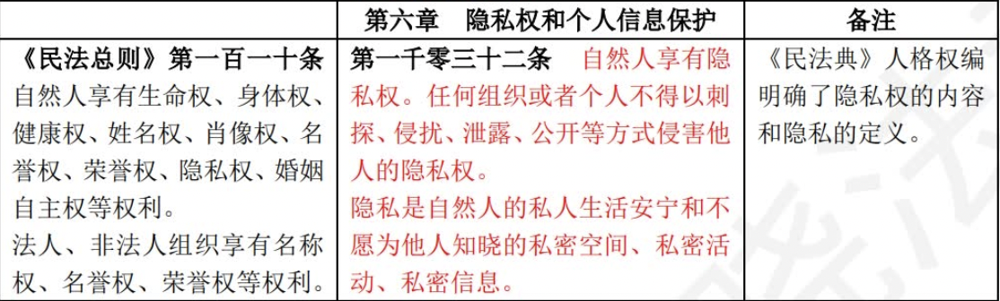 第六章 隐私权和个人信息保护
备注
《民法总则》第一百一十条
自然人享有生命权、身体权、
健康权、姓名权、肖像权、名
誉权、荣誉权、隐私权、婚姻
自主权等权利。
法人、非法人组织享有名称
权、名誉权、荣誉权等权利。
第一千零三十二条 自然人享有隐
私权。任何组织或者个人不得以刺
探、侵扰、泄露、公开等方式侵害他
人的隐私权。
隐私是自然人的私人生活安宁和不
愿为他人知晓的私密空间、私密活
动、私密信息。
《民法典》人格权编
明确了隐私权的内容
和隐私的定义。